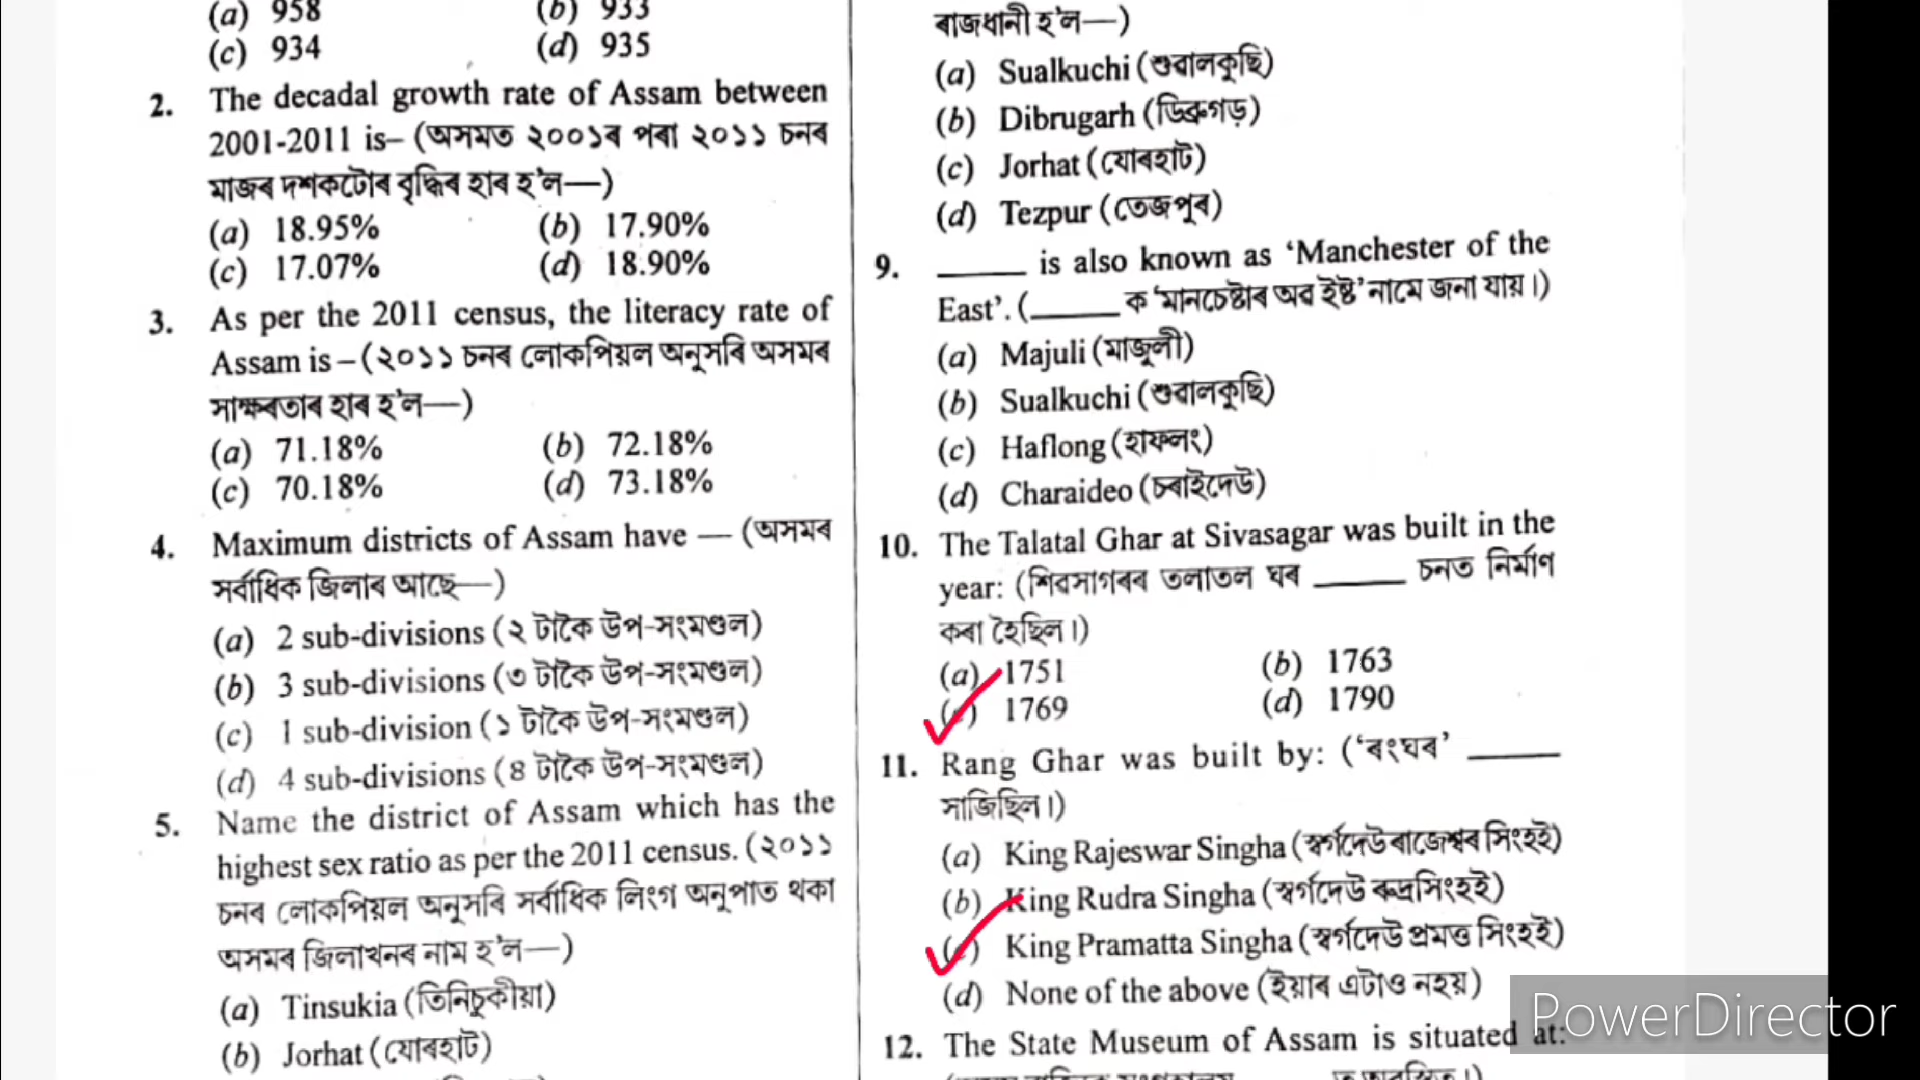 (a) 958 (b) 933
(c) 934 (d) 935
2. The decadal growth rate of Assam between
2001-2011 is– (অসমত ২০০১ৰ পৰা ২০১১ চনৰ
মাজৰ দশকটোৰ বৃদ্ধিৰ হাৰ হ'ল—)
(a) 18.95% (b) 17.90%
(c) 17.07% (d) 18.90%
3. As per the 2011 census, the literacy rate of
Assam is – (২০১১ চনৰ লোকপিয়ল অনুসৰি অসমৰ
সাক্ষৰতাৰ হাৰ হ'ল—)
(a) 71.18% (b) 72.18%
(c) 70.18% (d) 73.18%
4. Maximum districts of Assam have — (অসমৰ
সৰ্বাধিক জিলাৰ আছে—)
(a) 2 sub-divisions (২ টাকৈ উপ-সংমণ্ডল)
(b) 3 sub-divisions (৩ টাকৈ উপ-সংমণ্ডল)
(c) 1 sub-division (১ টাকৈ উপ-সংমণ্ডল)
(d) 4 sub-divisions (৪ টাকৈ উপ-সংমণ্ডল)
5. Name the district of Assam which has the
highest sex ratio as per the 2011 census. (২০১১
চনৰ লোকপিয়ল অনুসৰি সৰ্বাধিক লিংগ অনুপাত থকা
অসমৰ জিলাখনৰ নাম হ'ল—)
(a) Tinsukia (তিনিচুকীয়া)
(b) Jorhat (যোৰহাট)
ৰাজধানী হ'ল—)
(a) Sualkuchi (শুৱালকুছি)
(b) Dibrugarh (ডিব্ৰুগড়)
(c) Jorhat (যোৰহাট)
(d) Tezpur (তেজপুৰ)
9. _____ is also known as ‘Manchester of the
East’. (_____ ক ‘মানচেষ্টাৰ অৱ ইষ্ট’ নামে জনা যায়।)
(a) Majuli (মাজুলী)
(b) Sualkuchi (শুৱালকুছি)
(c) Haflong (হাফলং)
(d) Charaideo (চৰাইদেউ)
10. The Talatal Ghar at Sivasagar was built in the
year: (শিৱসাগৰৰ তলাতল ঘৰ _____ চনত নিৰ্মাণ
কৰা হৈছিল।)
(a) 1751 (b) 1763
(c) 1769 (d) 1790
11. Rang Ghar was built by: (‘ৰংঘৰ’ _____
সাজিছিল।)
(a) King Rajeswar Singha (স্বৰ্গদেউ ৰাজেশ্বৰ সিংহই)
(b) King Rudra Singha (স্বৰ্গদেউ ৰুদ্ৰসিংহই)
(c) King Pramatta Singha (স্বৰ্গদেউ প্ৰমত্ত সিংহই)
(d) None of the above (ইয়াৰ এটাও নহয়)
12. The State Museum of Assam is situated at:
PowerDirector